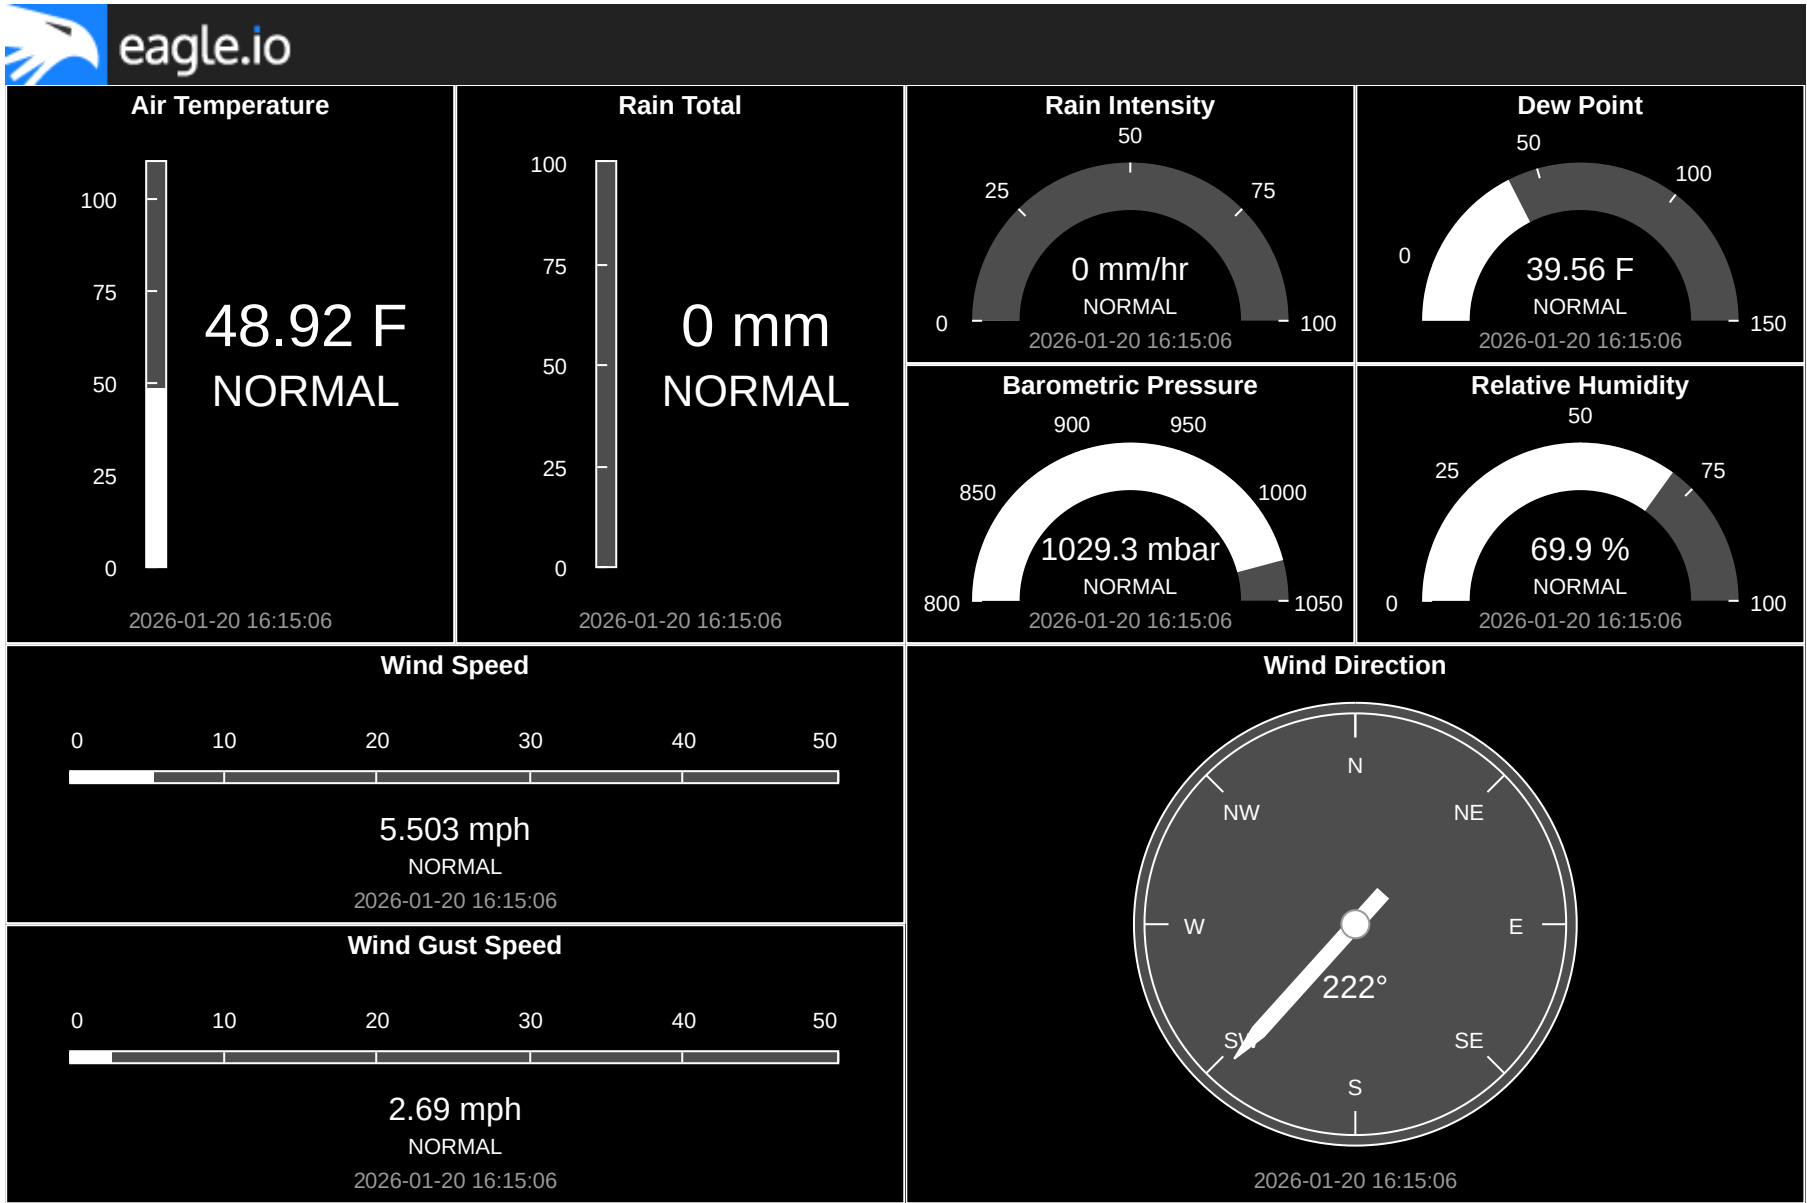 eagle.io
Air Temperature
100
75
50
25
0
48.92 F
NORMAL
2026-01-20 16:15:06
Rain Total
100
75
50
25
0
0 mm
NORMAL
2026-01-20 16:15:06
Rain Intensity
0
25
50
75
100
0 mm/hr
NORMAL
2026-01-20 16:15:06
Dew Point
0
50
100
150
39.56 F
NORMAL
2026-01-20 16:15:06
Barometric Pressure
800
850
900
950
1000
1050
1029.3 mbar
NORMAL
2026-01-20 16:15:06
Relative Humidity
0
25
50
75
100
69.9 %
NORMAL
2026-01-20 16:15:06
Wind Speed
0 10 20 30 40 50
5.503 mph
NORMAL
2026-01-20 16:15:06
Wind Gust Speed
0 10 20 30 40 50
2.69 mph
NORMAL
2026-01-20 16:15:06
Wind Direction
N
NW NE
W E
222°
SW SE
S
2026-01-20 16:15:06